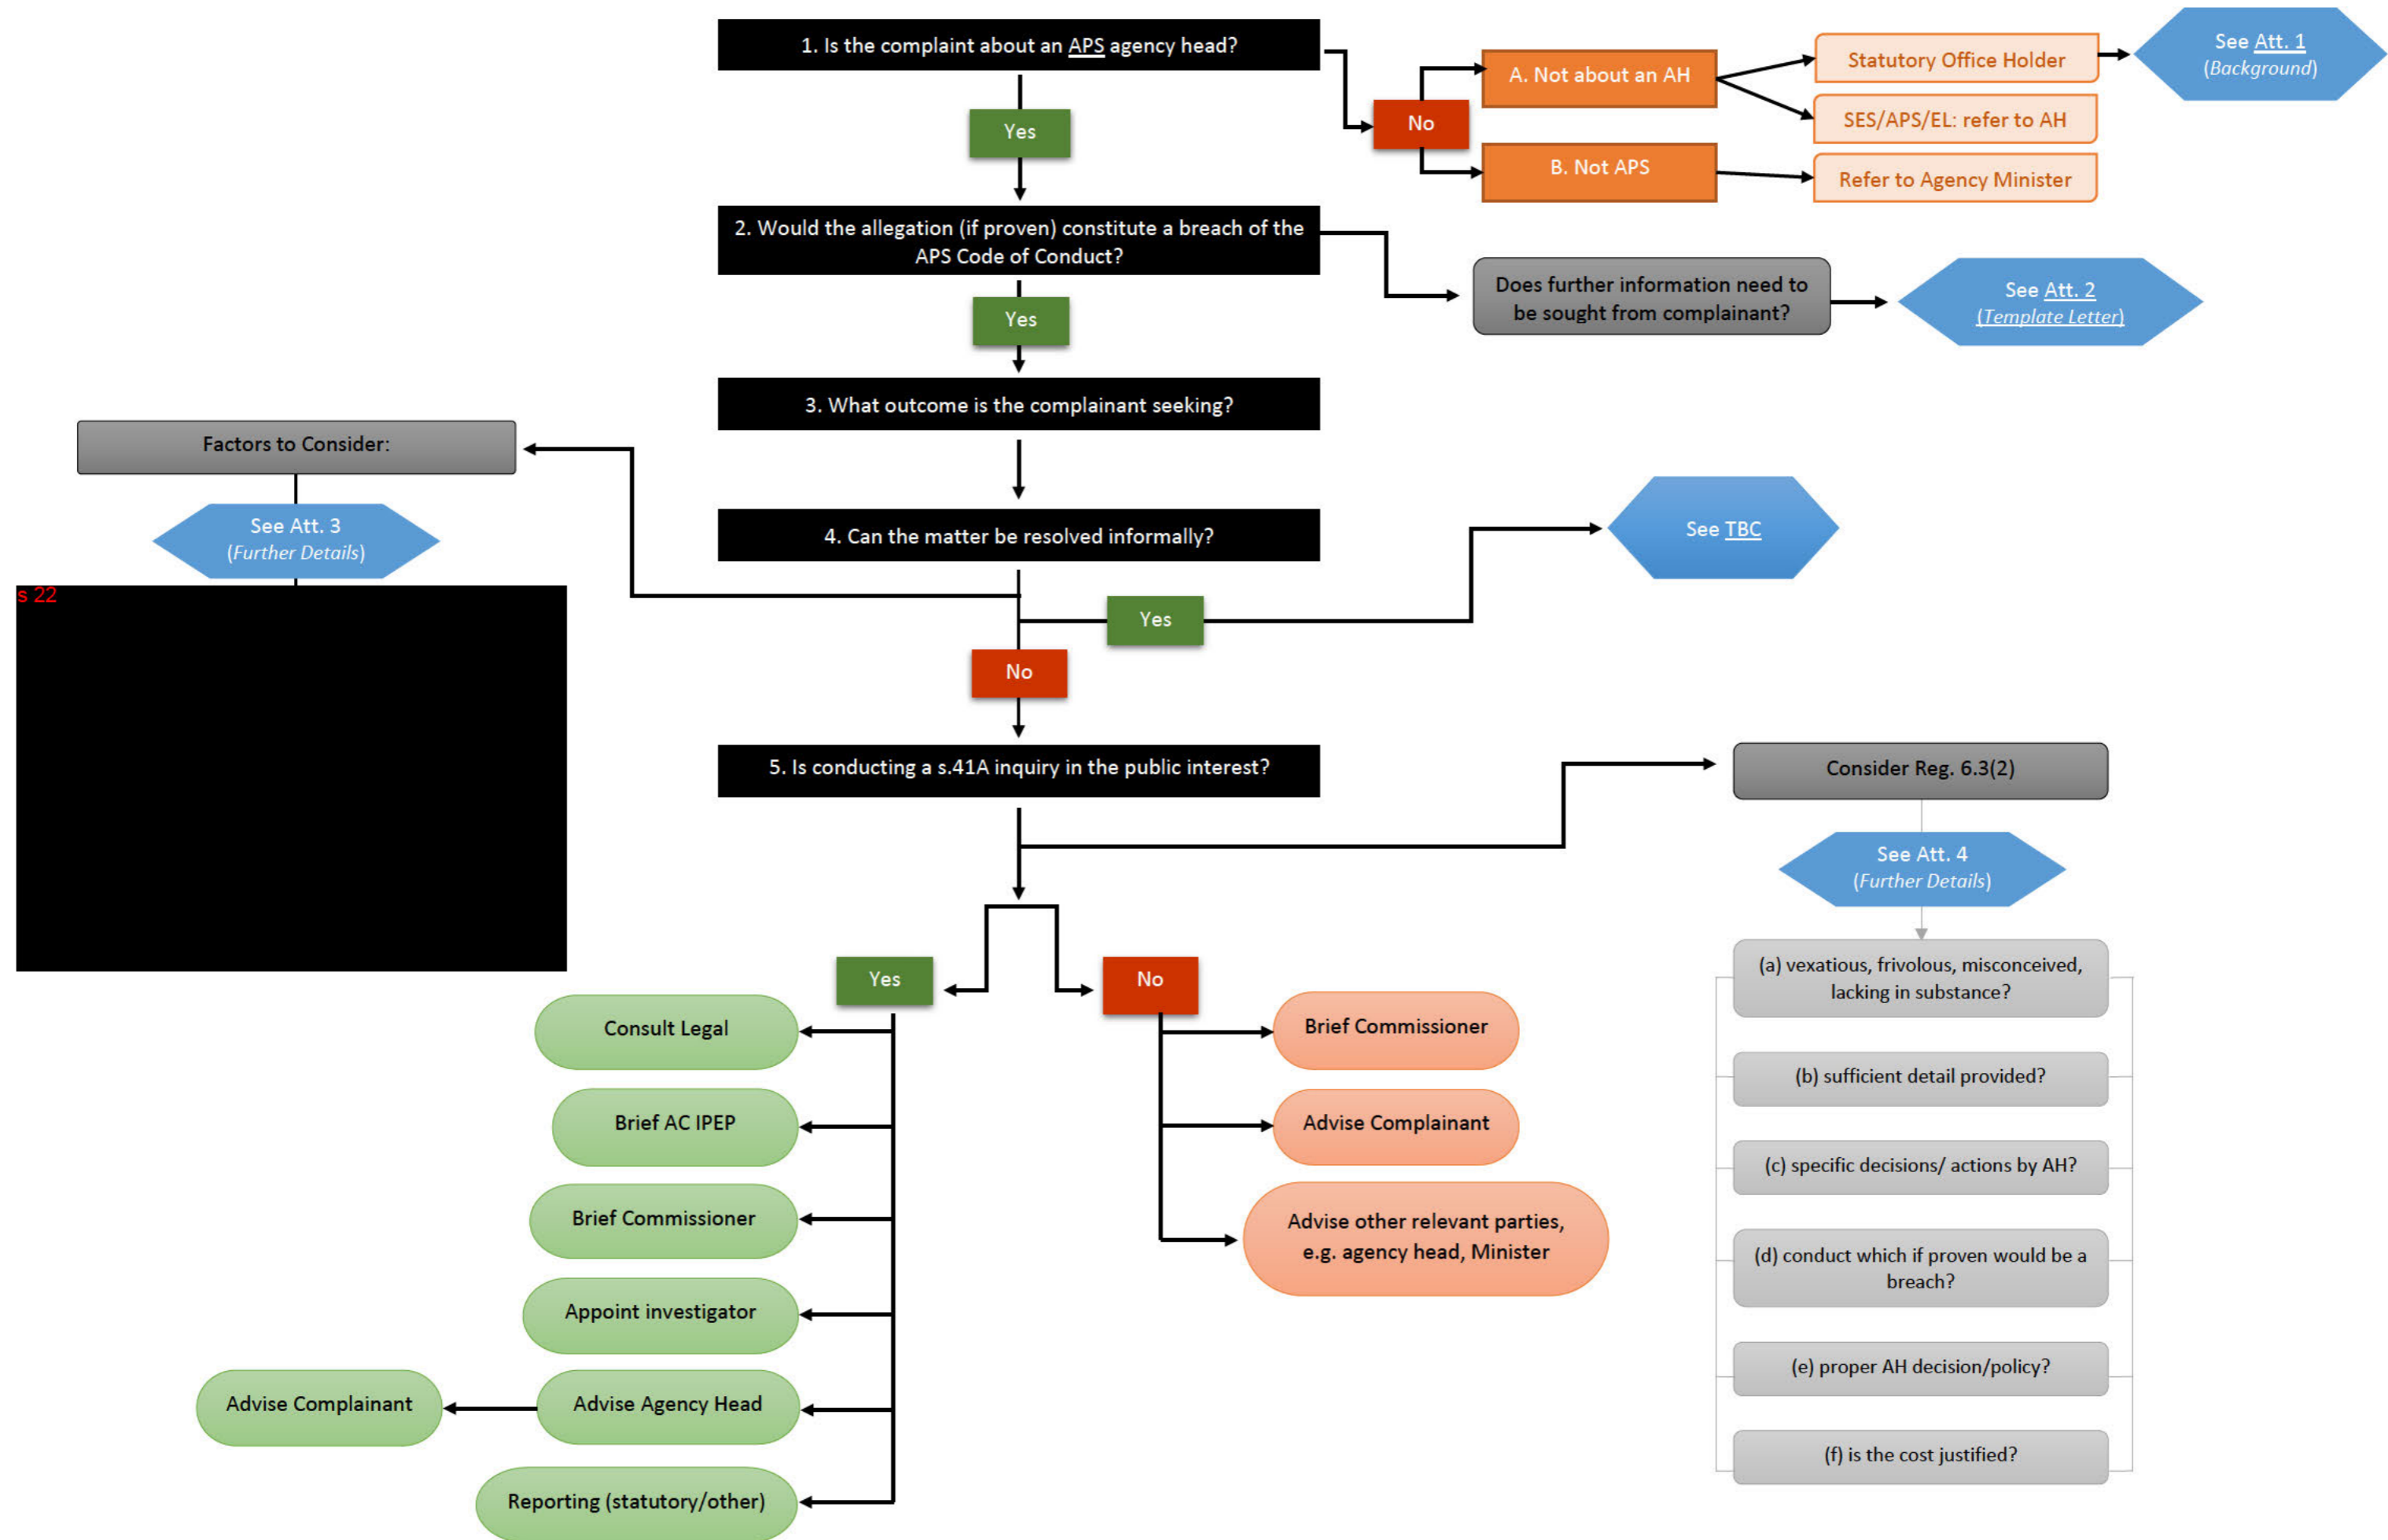 1. Is the complaint about an APS agency head?
Yes
No
A. Not about an AH
Statutory Office Holder
See Att. 1
(Background)
SES/APS/EL: refer to AH
B. Not APS
Refer to Agency Minister
2. Would the allegation (if proven) constitute a breach of the
APS Code of Conduct?
Yes
Does further information need to
be sought from complainant?
See Att. 2
(Template Letter)
3. What outcome is the complainant seeking?
Factors to Consider:
See Att. 3
(Further Details)
s 22
4. Can the matter be resolved informally?
Yes
See TBC
No
5. Is conducting a s.41A inquiry in the public interest?
Consider Reg. 6.3(2)
See Att. 4
(Further Details)
(a) vexatious, frivolous, misconceived,
lacking in substance?
(b) sufficient detail provided?
(c) specific decisions/ actions by AH?
(d) conduct which if proven would be a
breach?
(e) proper AH decision/policy?
(f) is the cost justified?
Yes
Consult Legal
Brief AC IPEP
Brief Commissioner
Appoint investigator
Advise Agency Head
Advise Complainant
Reporting (statutory/other)
No
Brief Commissioner
Advise Complainant
Advise other relevant parties,
e.g. agency head, Minister